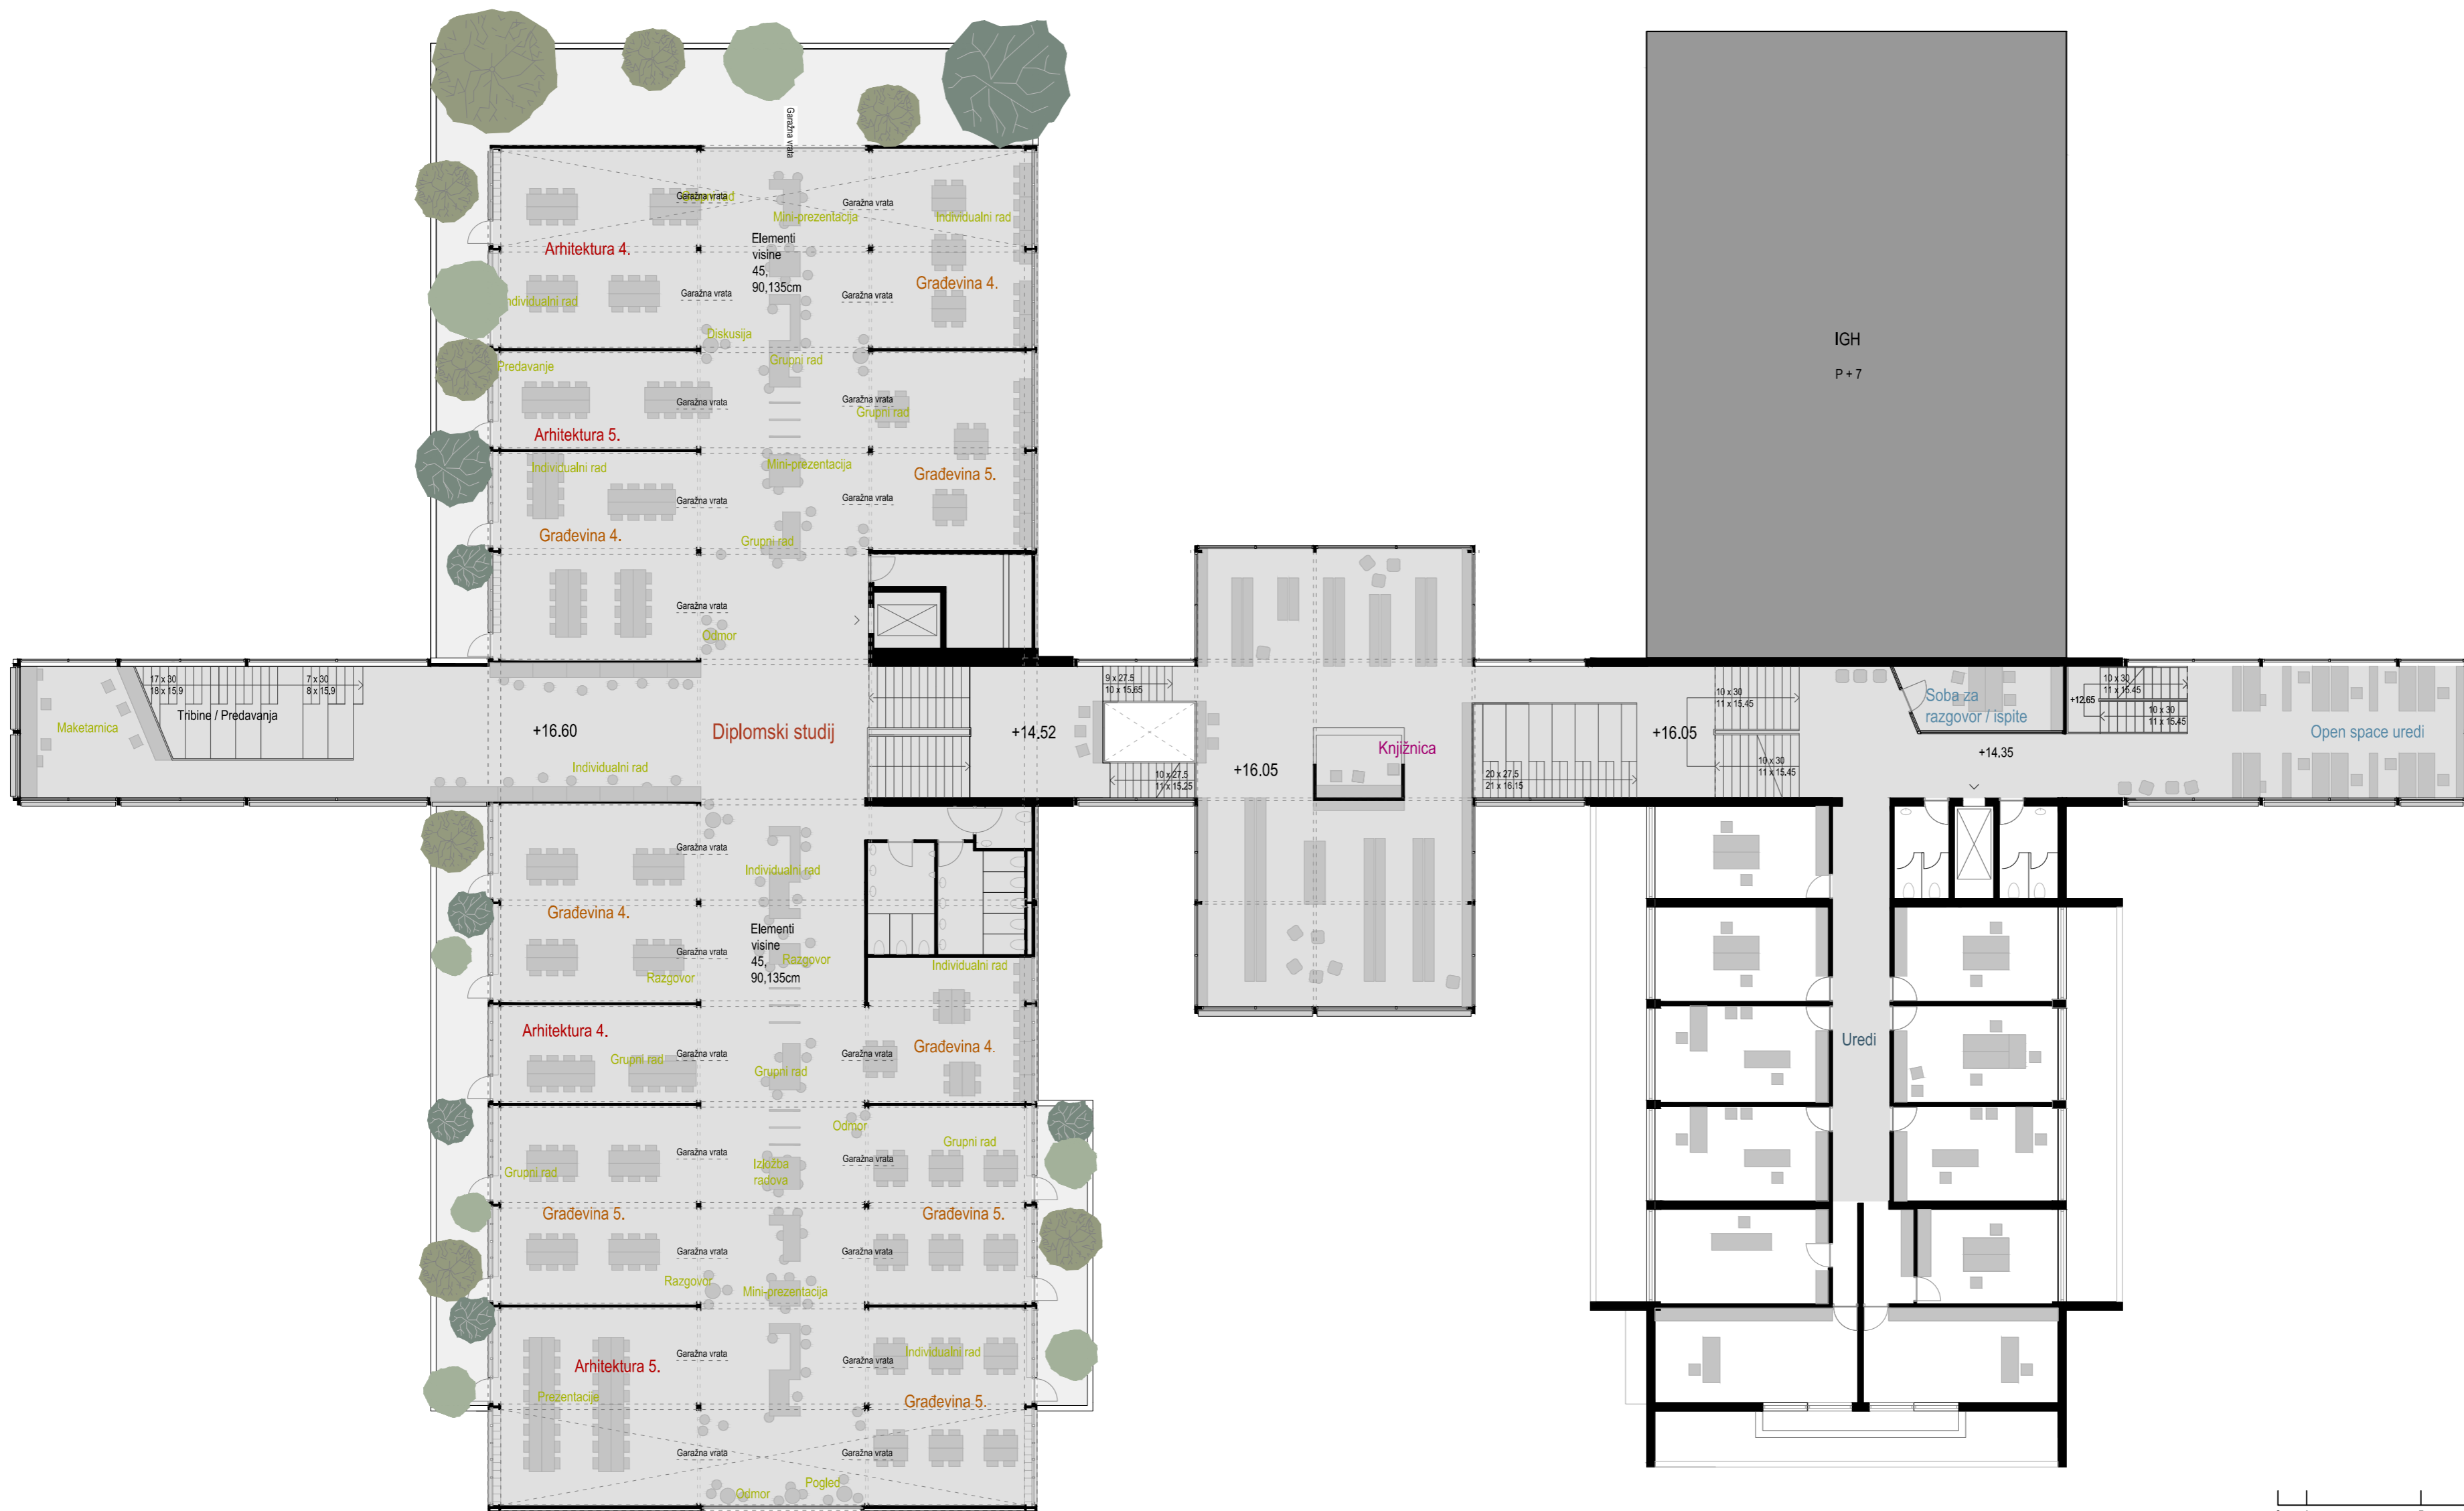 Garažna vrata
Garažna vrata
Grupni rad
Garažna vrata
Mini-prezentacija
Individualni rad
Elementi
visine
45,
90,135cm
Arhitektura 4.
Građevina 4.
Individualni rad
Garažna vrata
Garažna vrata
Diskusija
Grupni rad
Predavanje
Garažna vrata
Garažna vrata
Grupni rad
Arhitektura 5.
Individualni rad
Mini-prezentacija
Građevina 5.
Garažna vrata
Garažna vrata
Građevina 4.
Grupni rad
Garažna vrata
Odmor
IGH
P + 7
17 x 30
18 x 15,9
7 x 30
8 x 15,9
Tribine / Predavanja
Maketarnica
+16.60
Diplomski studij
Individualni rad
+14.52
9 x 27.5
10 x 15,65
10 x 27,5
11 x 15,25
+16.05
Knjižnica
20 x 27.5
21 x 16.15
+16.05
10 x 30
11 x 15,45
10 x 30
11 x 15.45
Soba za
razgovor / ispite
+14.35
+12.65
10 x 30
11 x 15.45
10 x 30
11 x 15.45
Open space uredi
Garažna vrata
Individualni rad
Građevina 4.
Elementi
visine
45,
90,135cm
Garažna vrata
Razgovor
Razgovor
Individualni rad
Arhitektura 4.
Garažna vrata
Garažna vrata
Građevina 4.
Grupni rad
Grupni rad
Uredi
Odmor
Grupni rad
Garažna vrata
Garažna vrata
Grupni rad
Izložba
radova
Građevina 5.
Građevina 5.
Garažna vrata
Garažna vrata
Razgovor
Mini-prezentacija
Garažna vrata
Garažna vrata
Individualni rad
Arhitektura 5.
Prezentacije
Građevina 5.
Garažna vrata
Garažna vrata
Pogled
Odmor